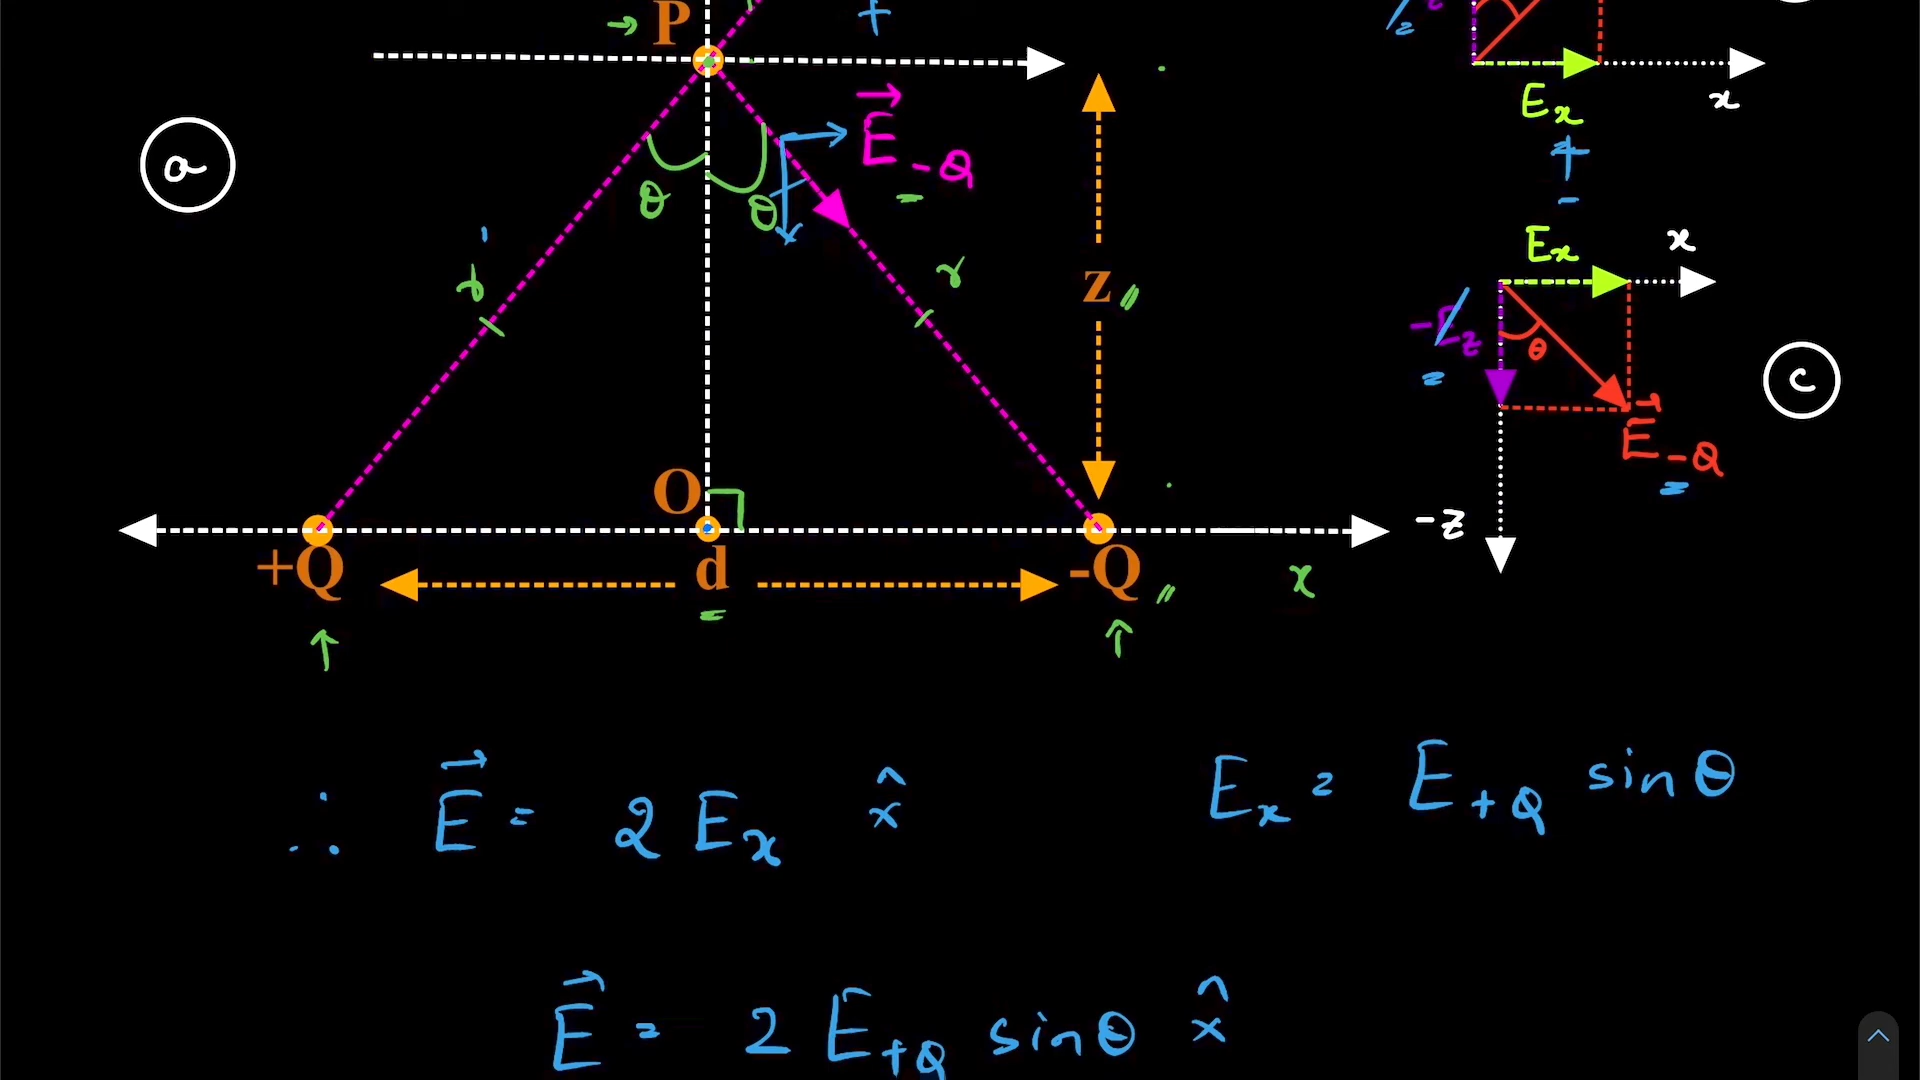 → P
+
E⃗ -Q
a
θ
θ
r
r
z
O
+Q
d
-Q
x
Ex
x
+
-
Ex
x
-Ez
θ
E⃗ -Q
c
-z
∴ E⃗ = 2 Ex x̂
Ex = E+Q sinθ
E⃗ = 2 E+Q sinθ x̂